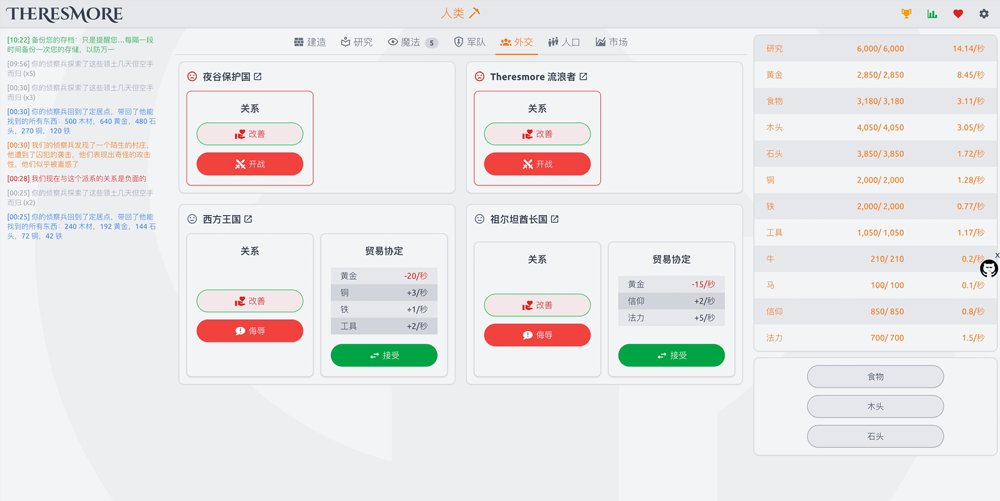 THERESMORE
人类
[10:22] 备份您的存档: 只是提醒您....每隔一段
时间备份一次您的存储，以防万一
[09:56] 你的侦察兵探索了这些领土几天但空手
而归 (x5)
[00:30] 你的侦察兵探索了这些领土几天但空手
而归 (x3)
[00:30] 你的侦察兵回到了定居点，带回了他能
找到的所有东西：500 木材，640 黄金，480 石
头，270 铜，120 铁
[00:30] 我们的侦察兵发现了一个陌生的村庄，
他遭到了囚犯的袭击，他们表现出奇怪的攻击
性，他们似乎被蛊惑了
[00:28] 我们现在与这个派系的关系是负面的
[00:25] 你的侦察兵探索了这些领土几天但空手
而归 (x2)
[00:25] 你的侦察兵回到了定居点，带回了他能
找到的所有东西：240 木材，192 黄金，144 石
头，72 铜，42 铁
建造 研究 魔法 5 军队 外交 人口 市场
夜谷保护国
关系
改善
开战
Theresmore 流浪者
关系
改善
开战
西方王国
关系
改善
侮辱
贸易协定
黄金 -20/秒
铜 +3/秒
铁 +1/秒
工具 +2/秒
接受
祖尔坦酋长国
关系
改善
侮辱
贸易协定
黄金 -15/秒
信仰 +2/秒
法力 +5/秒
接受
研究 6,000/ 6,000 14.14/秒
黄金 2,850/ 2,850 8.45/秒
食物 3,180/ 3,180 3.11/秒
木头 4,050/ 4,050 3.05/秒
石头 3,850/ 3,850 1.72/秒
铜 2,000/ 2,000 1.28/秒
铁 2,000/ 2,000 0.77/秒
工具 1,050/ 1,050 1.17/秒
牛 210/ 210 0.2/秒
马 100/ 100 0.1/秒
信仰 850/ 850 0.8/秒
法力 700/ 700 1.5/秒
X
食物
木头
石头